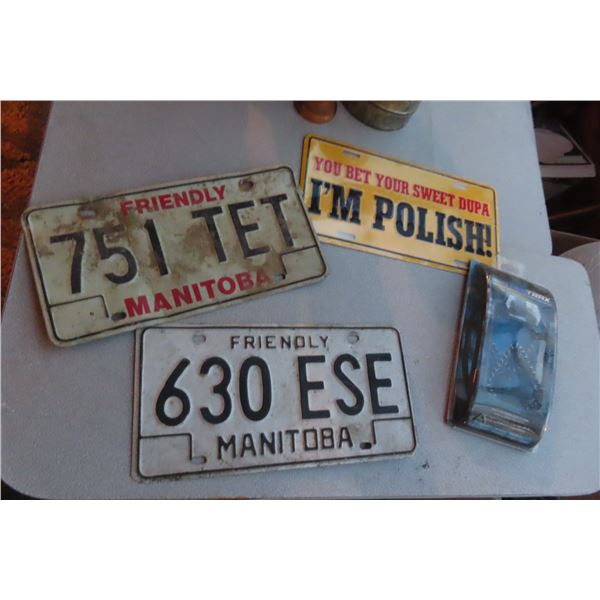 FRIENDLY
751 TET
MANITOBA
YOU BET YOUR SWEET DUPA
I'M POLISH!
FRIENDLY
630 ESE
MANITOBA